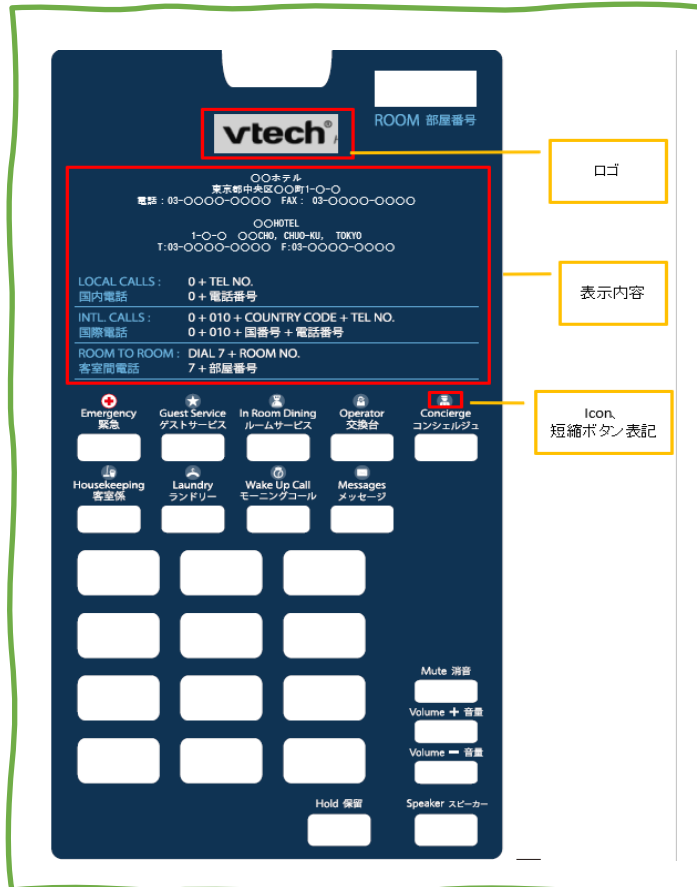 ROOM 部屋番号
vtech®
ロゴ
〇〇ホテル
東京都中央区〇〇町1-〇-〇
電話：03-〇〇〇〇-〇〇〇〇 FAX： 03-〇〇〇〇-〇〇〇〇
〇〇HOTEL
1-〇-〇 〇〇CHO, CHUO-KU, TOKYO
T:03-〇〇〇〇-〇〇〇〇 F:03-〇〇〇〇-〇〇〇〇
表示内容
LOCAL CALLS : 0 + TEL NO.
国内電話 0 + 電話番号
INTL. CALLS : 0 + 010 + COUNTRY CODE + TEL NO.
国際電話 0 + 010 + 国番号 + 電話番号
ROOM TO ROOM : DIAL 7 + ROOM NO.
客室間電話 7 + 部屋番号
Emergency Guest Service In Room Dining Operator Concierge
緊急 ゲストサービス ルームサービス 交換台 コンシェルジュ
Icon、
短縮ボタン表記
Housekeeping Laundry Wake Up Call Messages
客室係 ランドリー モーニングコール メッセージ
Mute 消音
Volume + 音量
Volume − 音量
Hold 保留 Speaker スピーカー